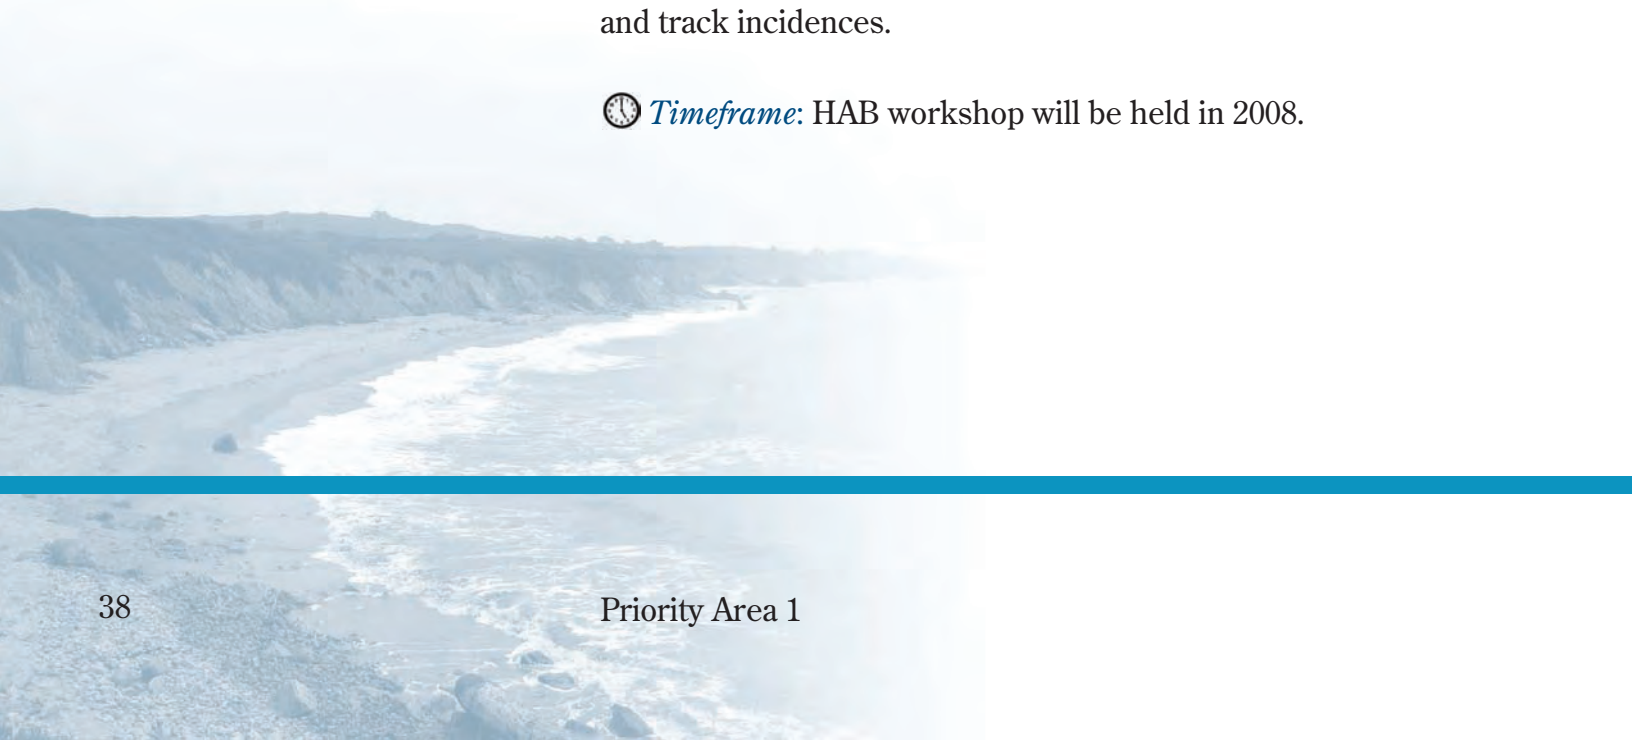 and track incidences.
Timeframe: HAB workshop will be held in 2008.
38
Priority Area 1